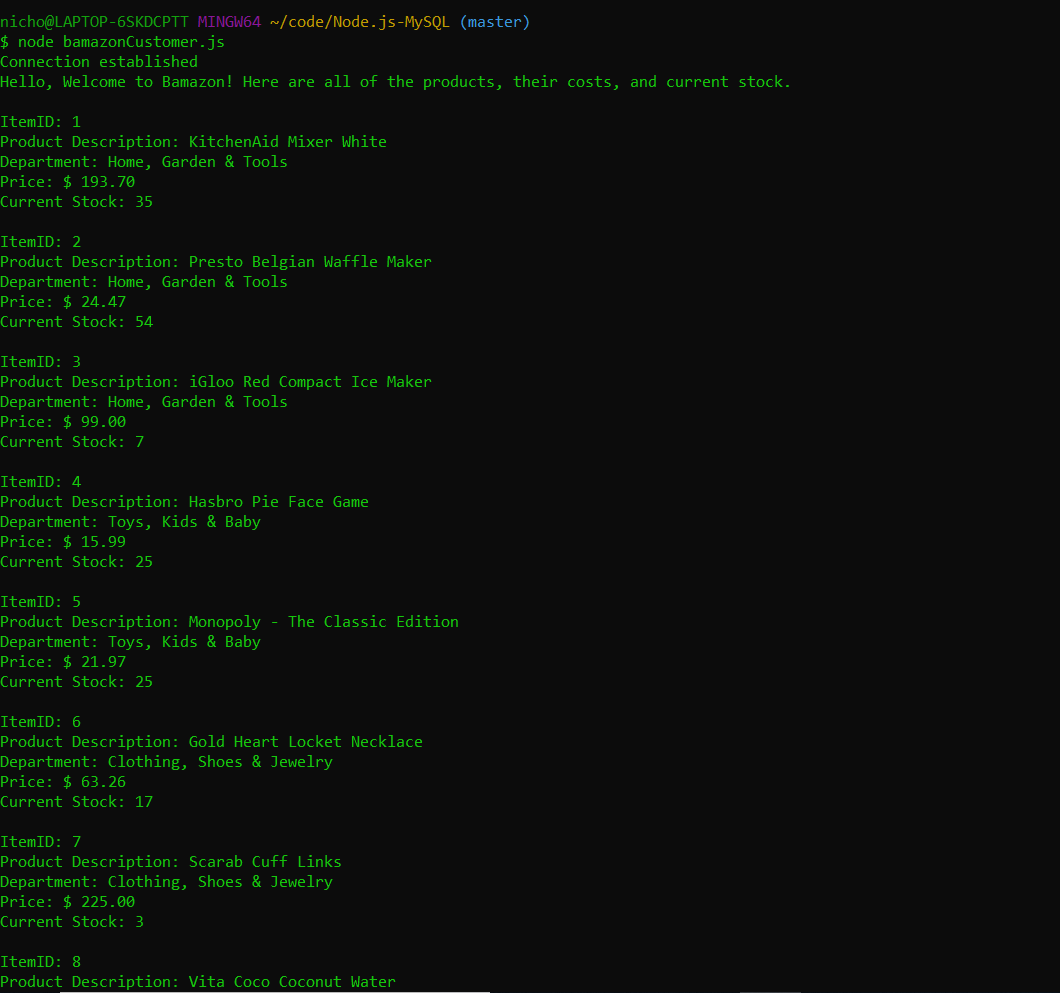 nicho@LAPTOP-6SKDCPTT MINGW64 ~/code/Node.js-MySQL (master)
$ node bamazonCustomer.js
Connection established
Hello, Welcome to Bamazon! Here are all of the products, their costs, and current stock.

ItemID: 1
Product Description: KitchenAid Mixer White
Department: Home, Garden & Tools
Price: $ 193.70
Current Stock: 35

ItemID: 2
Product Description: Presto Belgian Waffle Maker
Department: Home, Garden & Tools
Price: $ 24.47
Current Stock: 54

ItemID: 3
Product Description: iGloo Red Compact Ice Maker
Department: Home, Garden & Tools
Price: $ 99.00
Current Stock: 7

ItemID: 4
Product Description: Hasbro Pie Face Game
Department: Toys, Kids & Baby
Price: $ 15.99
Current Stock: 25

ItemID: 5
Product Description: Monopoly - The Classic Edition
Department: Toys, Kids & Baby
Price: $ 21.97
Current Stock: 25

ItemID: 6
Product Description: Gold Heart Locket Necklace
Department: Clothing, Shoes & Jewelry
Price: $ 63.26
Current Stock: 17

ItemID: 7
Product Description: Scarab Cuff Links
Department: Clothing, Shoes & Jewelry
Price: $ 225.00
Current Stock: 3

ItemID: 8
Product Description: Vita Coco Coconut Water